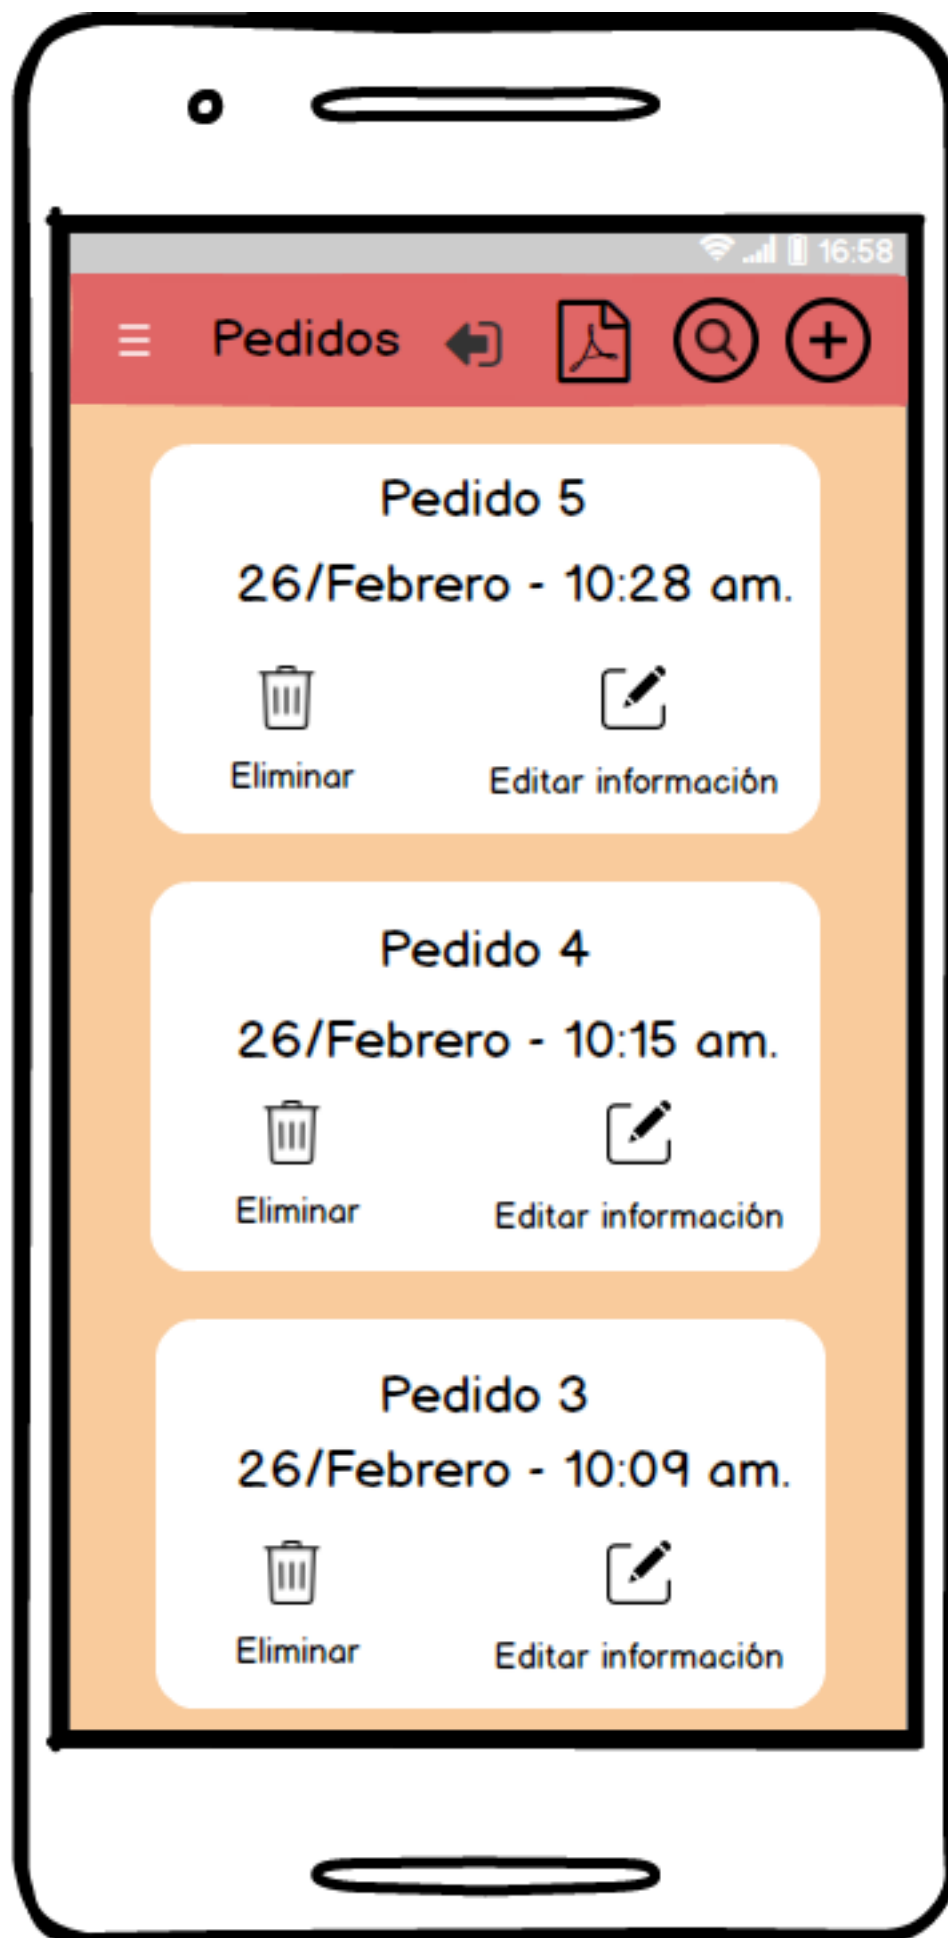 16:58
Pedidos
Pedido 5
26/Febrero - 10:28 am.
Eliminar
Editar información
Pedido 4
26/Febrero - 10:15 am.
Eliminar
Editar información
Pedido 3
26/Febrero - 10:09 am.
Eliminar
Editar información